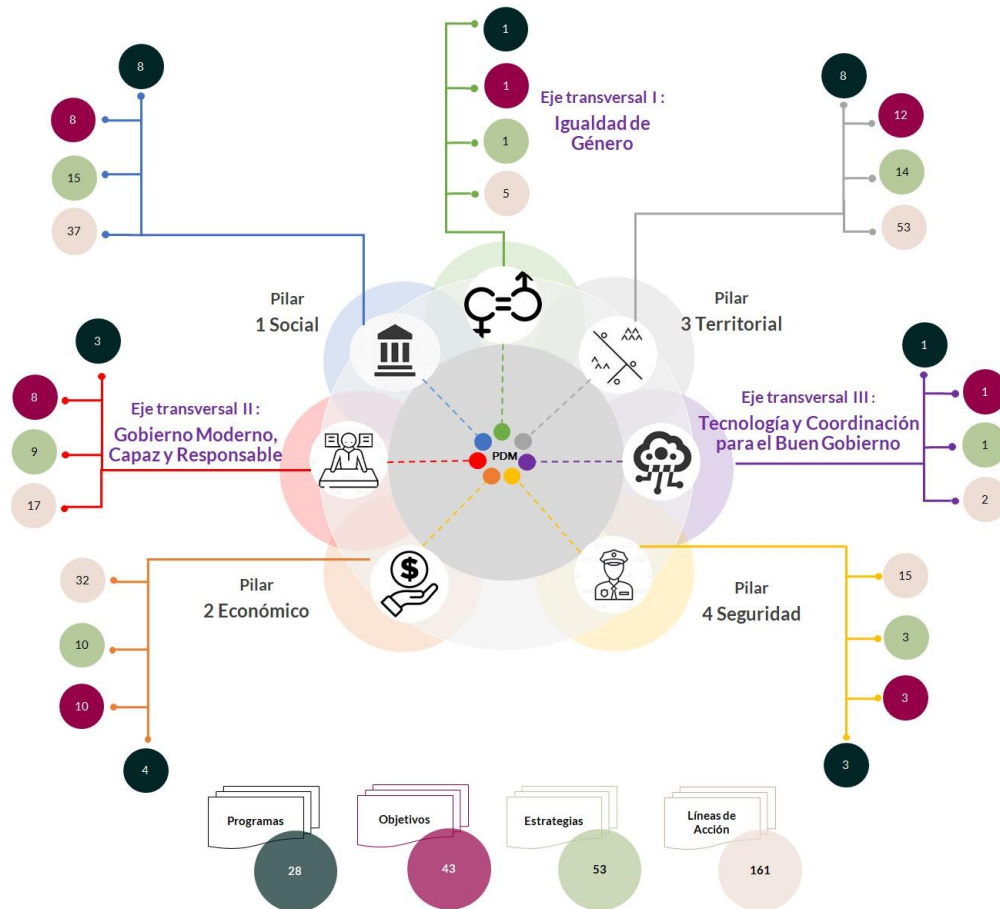 1
8
8
1
Eje transversal I :
Igualdad de
Género
8
12
15
1
14
37
5
53
Pilar
1 Social
Pilar
3 Territorial
3
1
8
Eje transversal II :
Gobierno Moderno,
Capaz y Responsable
9
17
Eje transversal III :
Tecnología y Coordinación
para el Buen Gobierno
1
1
2
PDM
$
32
Pilar
2 Económico
10
10
4
Pilar
4 Seguridad
15
3
3
3
Programas
28
Objetivos
43
Estrategias
53
Líneas de
Acción
161